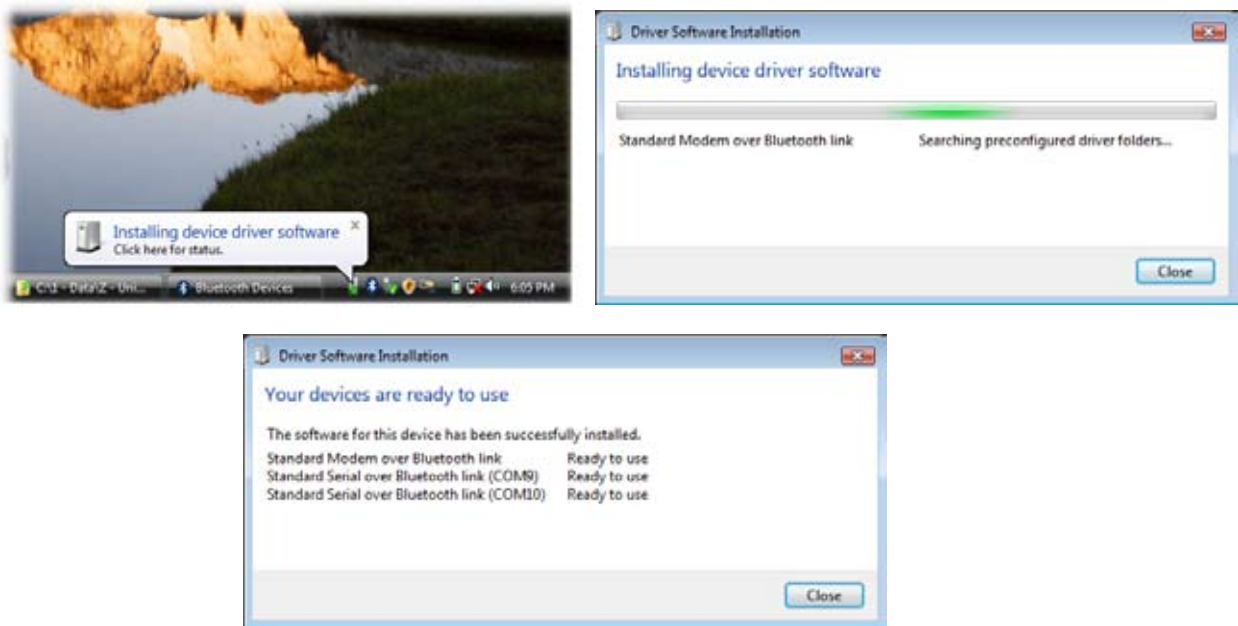 Installing device driver software
Click here for status.
C:\1 - Data\Z - Uni...
Bluetooth Devices
6:05 PM
Driver Software Installation
Installing device driver software
Standard Modem over Bluetooth link Searching preconfigured driver folders...
Close
Driver Software Installation
Your devices are ready to use
The software for this device has been successfully installed.
Standard Modem over Bluetooth link Ready to use
Standard Serial over Bluetooth link (COM9) Ready to use
Standard Serial over Bluetooth link (COM10) Ready to use
Close